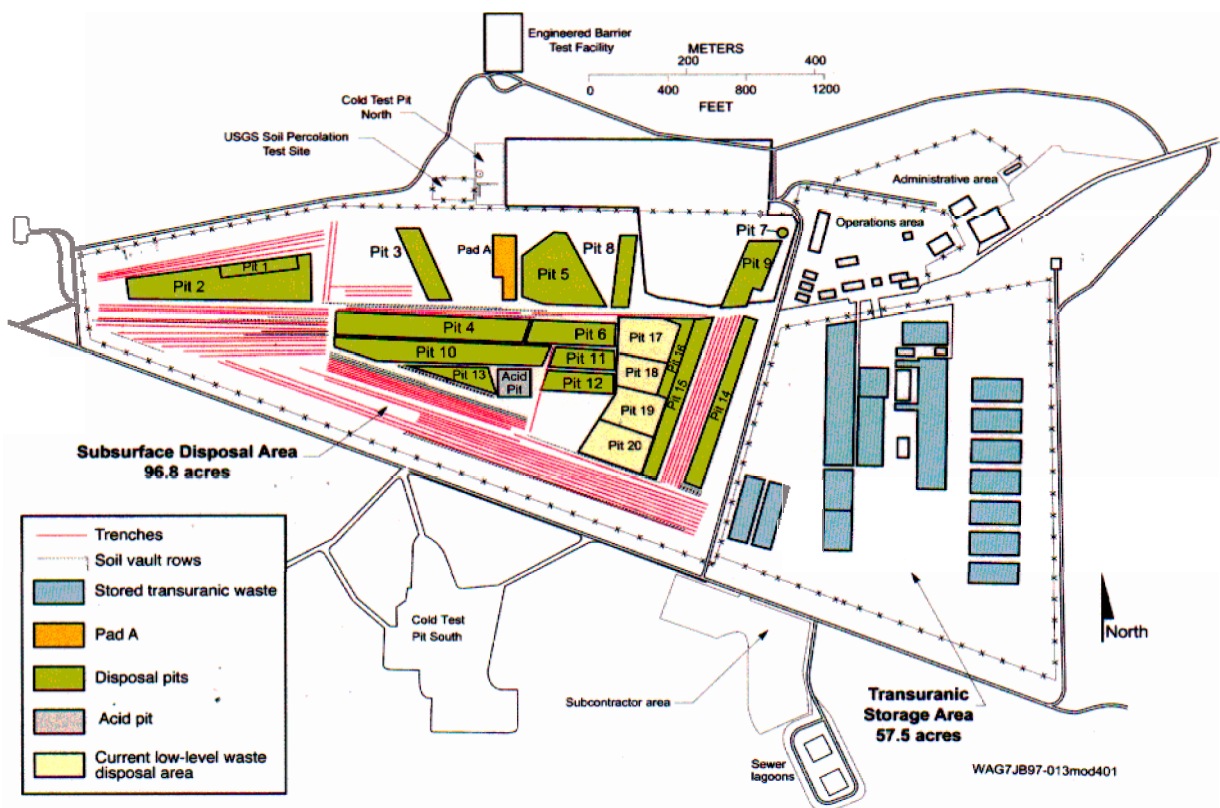 Engineered Barrier
Test Facility
METERS
200
400
0
400
800
1200
FEET
Cold Test Pit
North
USGS Soil Percolation
Test Site
Administrative area
Operations area
Pit 7
Pit 3
Pad A
Pit 5
Pit 8
Pit 9
Pit 1
Pit 2
Pit 4
Pit 6
Pit 17
Pit 16
Pit 10
Pit 11
Pit 18
Pit 15
Pit 14
Pit 13
Acid
Pit
Pit 12
Pit 19
Pit 20
Subsurface Disposal Area
96.8 acres
Trenches
Soil vault rows
Stored transuranic waste
Pad A
Disposal pits
Acid pit
Current low-level waste
disposal area
Cold Test
Pit South
North
Subcontractor area
Transuranic
Storage Area
57.5 acres
Sewer
lagoons
WAG7JB97-013mod401